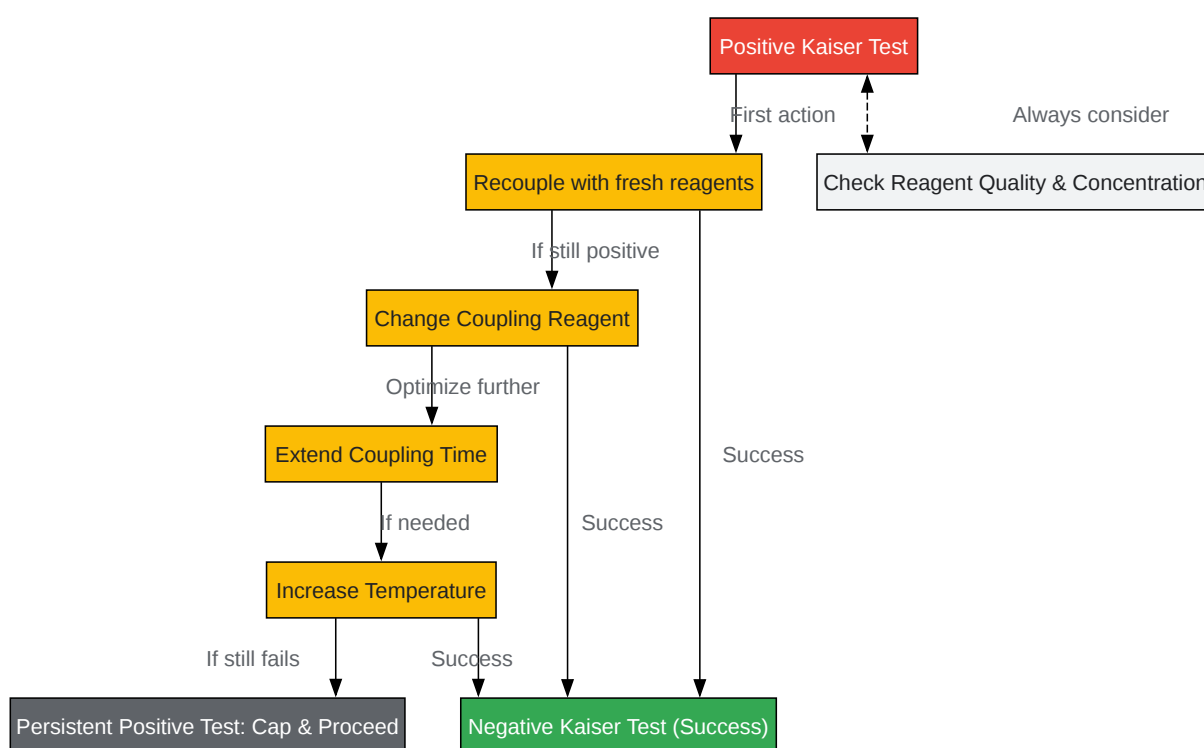 Positive Kaiser Test
First action
Always consider
Recouple with fresh reagents
Check Reagent Quality & Concentration
If still positive
Change Coupling Reagent
Optimize further
Extend Coupling Time
Success
If needed
Success
Increase Temperature
If still fails
Success
Persistent Positive Test: Cap & Proceed
Negative Kaiser Test (Success)